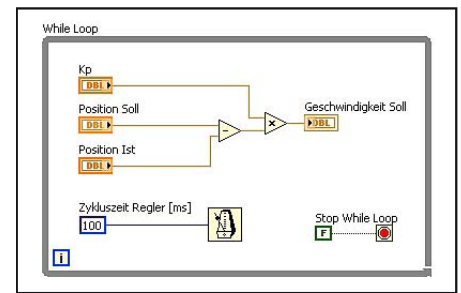 While Loop
Kp
DBL
Position Soll
DBL
Geschwindigkeit Soll
DBL
Position Ist
DBL
Zykluszeit Regler [ms]
100
Stop While Loop
F
i